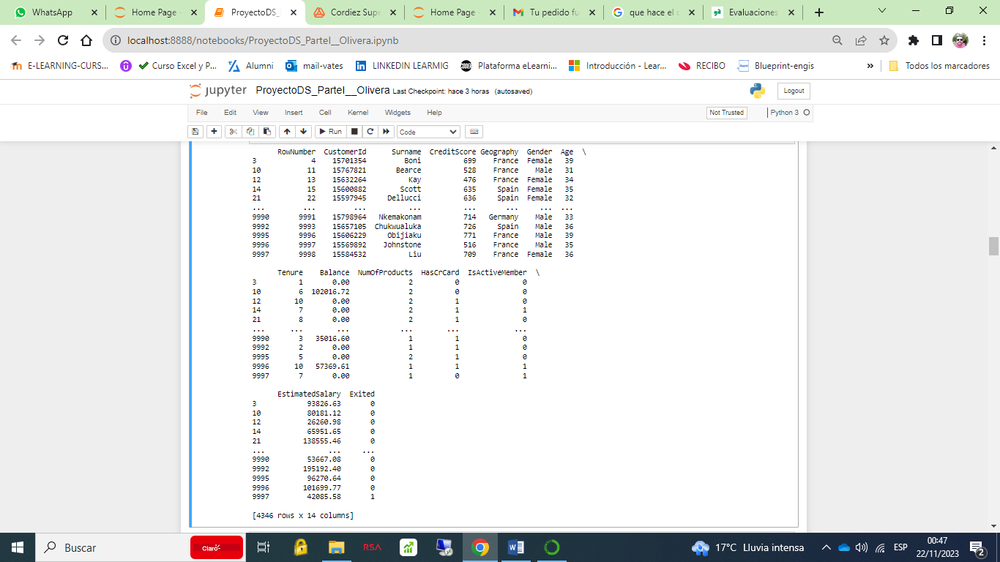 WhatsApp
Home Page
ProyectoDS_
Cordiez Supe
Home Page
Tu pedido fu
que hace el c
Evaluaciones
localhost:8888/notebooks/ProyectoDS_ParteI__Olivera.ipynb
E-LEARNING-CURS...
Curso Excel y P...
Alumni
mail-vates
LINKEDIN LEARMIG
Plataforma eLearni...
Introducción - Lear...
RECIBO
Blueprint-engis
»
Todos los marcadores
jupyter ProyectoDS_ParteI__Olivera Last Checkpoint: hace 3 horas (autosaved)
Logout
File Edit View Insert Cell Kernel Widgets Help
Not Trusted
Python 3
Run
Code
RowNumber CustomerId Surname CreditScore Geography Gender Age \
3 4 15701354 Boni 699 France Female 39
10 11 15767821 Bearce 528 France Male 31
12 13 15632264 Kay 476 France Female 34
14 15 15600882 Scott 635 Spain Female 35
21 22 15597945 Dellucci 636 Spain Female 32
... ... ... ... ... ... ... ...
9990 9991 15798964 Nkemakonam 714 Germany Male 33
9992 9993 15657105 Chukwualuka 726 Spain Male 36
9995 9996 15606229 Obijiaku 771 France Male 39
9996 9997 15569892 Johnstone 516 France Male 35
9997 9998 15584532 Liu 709 France Female 36
Tenure Balance NumOfProducts HasCrCard IsActiveMember \
3 1 0.00 2 0 0
10 6 102016.72 2 0 0
12 10 0.00 2 1 0
14 7 0.00 2 1 1
21 8 0.00 2 1 0
... ... ... ... ... ...
9990 3 35016.60 1 1 0
9992 2 0.00 1 1 0
9995 5 0.00 2 1 0
9996 10 57369.61 1 1 1
9997 7 0.00 1 0 1
EstimatedSalary Exited
3 93826.63 0
10 80181.12 0
12 26260.98 0
14 65951.65 0
21 138555.46 0
... ... ...
9990 53667.08 0
9992 195192.40 0
9995 96270.64 0
9996 101699.77 0
9997 42085.58 1
[4346 rows x 14 columns]
Buscar
Claro
RSA
17°C Lluvia intensa
ESP
00:47
22/11/2023
2